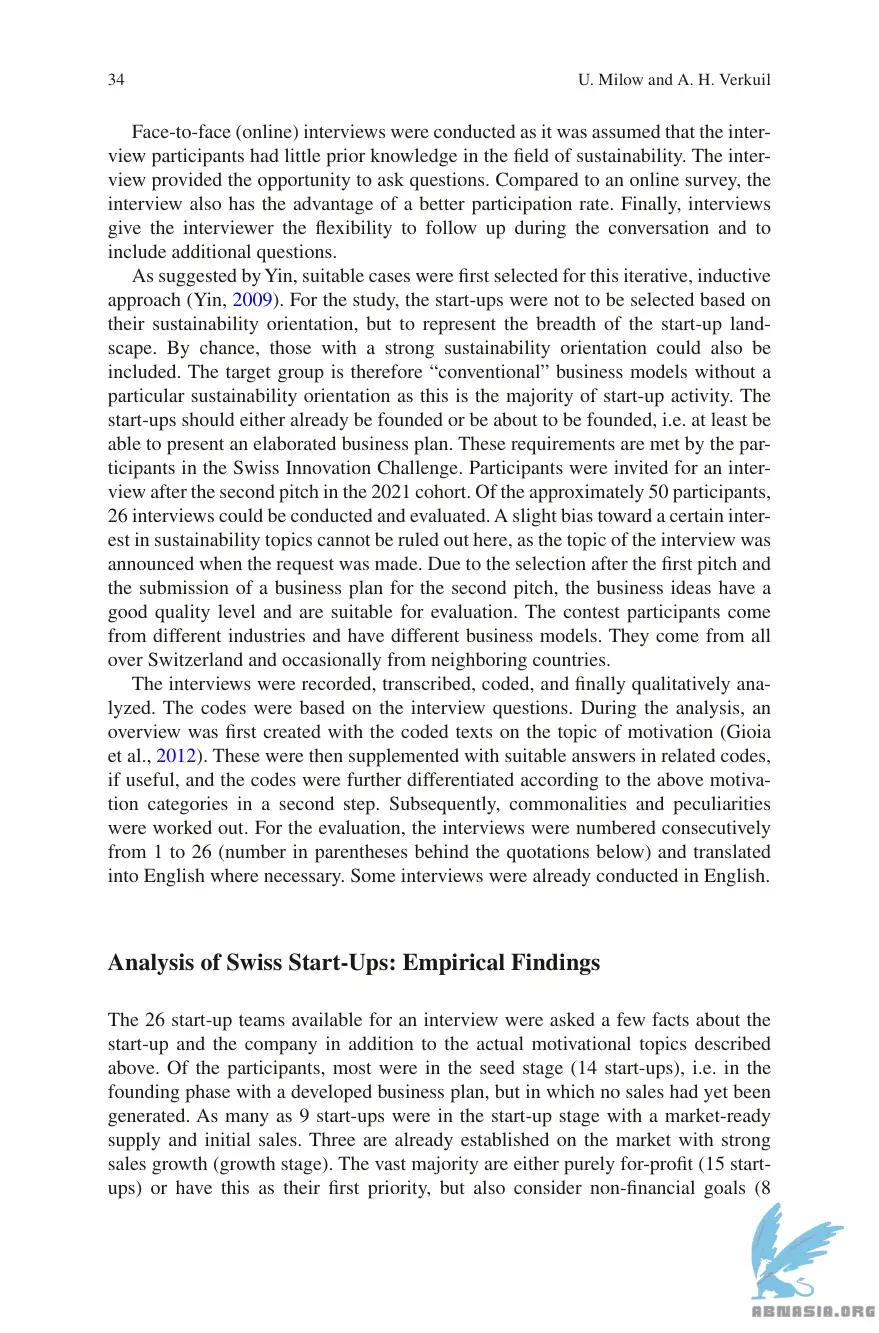 34
U. Milow and A. H. Verkuil
Face-to-face (online) interviews were conducted as it was assumed that the inter-
view participants had little prior knowledge in the field of sustainability. The inter-
view provided the opportunity to ask questions. Compared to an online survey, the
interview also has the advantage of a better participation rate. Finally, interviews
give the interviewer the flexibility to follow up during the conversation and to
include additional questions.
As suggested by Yin, suitable cases were first selected for this iterative, inductive
approach (Yin, 2009). For the study, the start-ups were not to be selected based on
their sustainability orientation, but to represent the breadth of the start-up land-
scape. By chance, those with a strong sustainability orientation could also be
included. The target group is therefore “conventional” business models without a
particular sustainability orientation as this is the majority of start-up activity. The
start-ups should either already be founded or be about to be founded, i.e. at least be
able to present an elaborated business plan. These requirements are met by the par-
ticipants in the Swiss Innovation Challenge. Participants were invited for an inter-
view after the second pitch in the 2021 cohort. Of the approximately 50 participants,
26 interviews could be conducted and evaluated. A slight bias toward a certain inter-
est in sustainability topics cannot be ruled out here, as the topic of the interview was
announced when the request was made. Due to the selection after the first pitch and
the submission of a business plan for the second pitch, the business ideas have a
good quality level and are suitable for evaluation. The contest participants come
from different industries and have different business models. They come from all
over Switzerland and occasionally from neighboring countries.
The interviews were recorded, transcribed, coded, and finally qualitatively ana-
lyzed. The codes were based on the interview questions. During the analysis, an
overview was first created with the coded texts on the topic of motivation (Gioia
et al., 2012). These were then supplemented with suitable answers in related codes,
if useful, and the codes were further differentiated according to the above motiva-
tion categories in a second step. Subsequently, commonalities and peculiarities
were worked out. For the evaluation, the interviews were numbered consecutively
from 1 to 26 (number in parentheses behind the quotations below) and translated
into English where necessary. Some interviews were already conducted in English.
Analysis of Swiss Start-Ups: Empirical Findings
The 26 start-up teams available for an interview were asked a few facts about the
start-up and the company in addition to the actual motivational topics described
above. Of the participants, most were in the seed stage (14 start-ups), i.e. in the
founding phase with a developed business plan, but in which no sales had yet been
generated. As many as 9 start-ups were in the start-up stage with a market-ready
supply and initial sales. Three are already established on the market with strong
sales growth (growth stage). The vast majority are either purely for-profit (15 start-
ups) or have this as their first priority, but also consider non-financial goals (8
ABNASIA.ORG